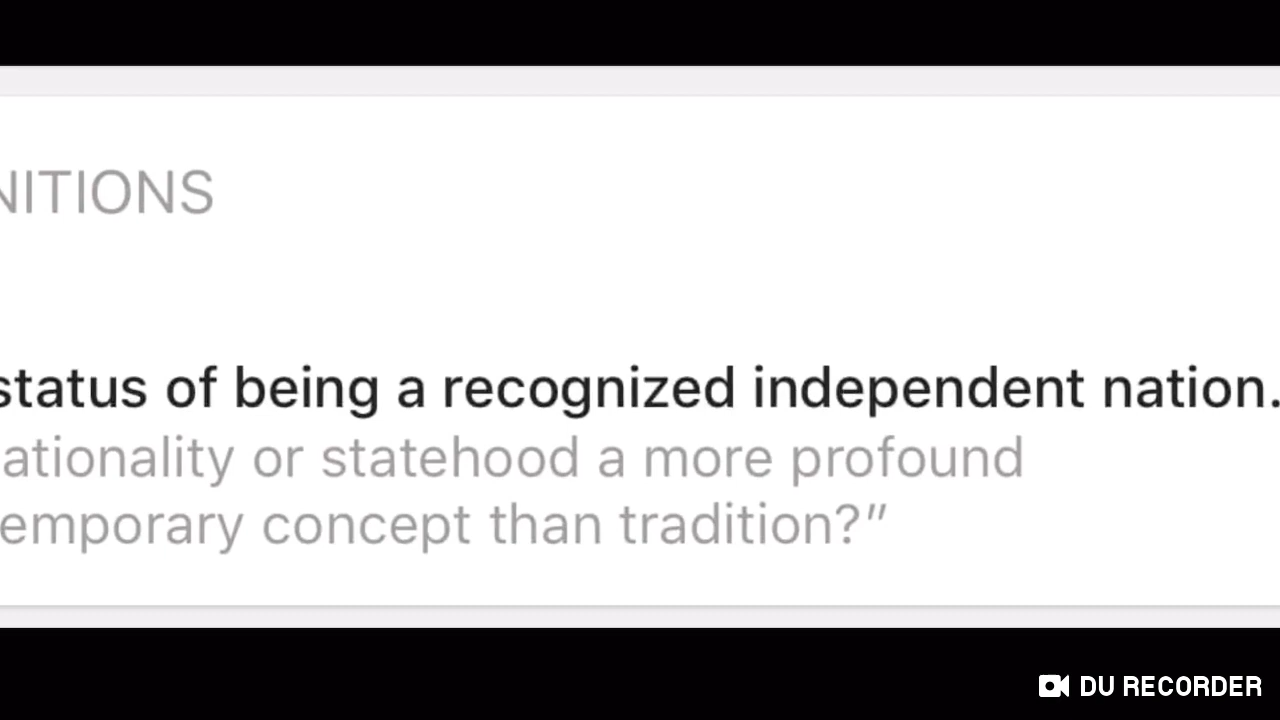 NITIONS
status of being a recognized independent nation.
ationality or statehood a more profound
emporary concept than tradition?”
DU RECORDER